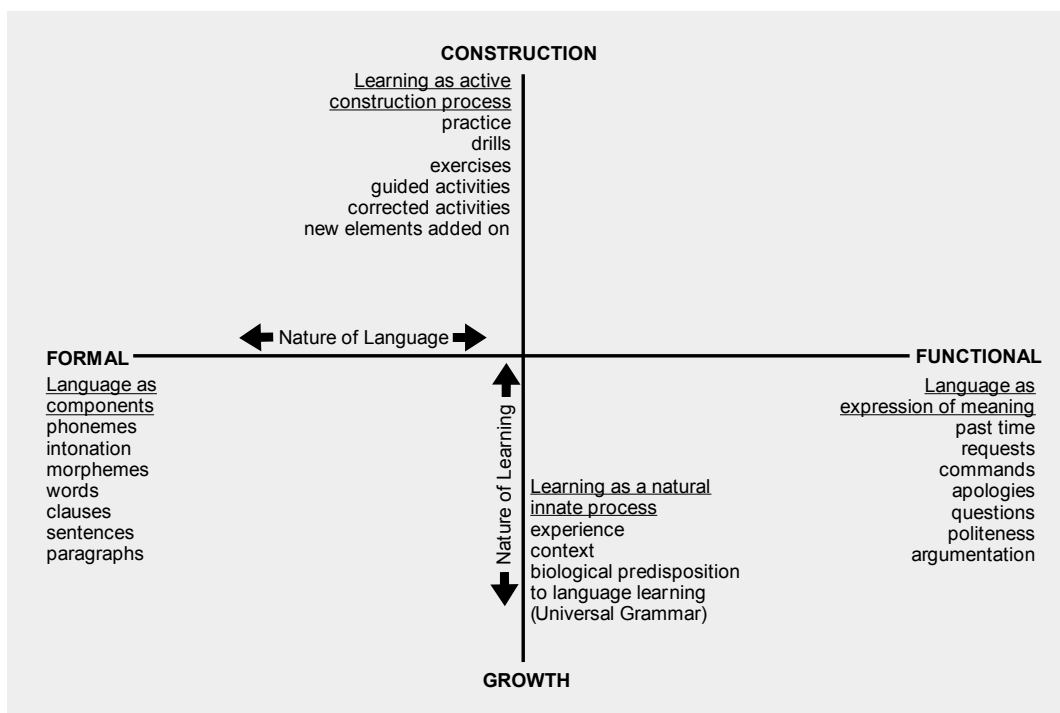 CONSTRUCTION
Learning as active
construction process
practice
drills
exercises
guided activities
corrected activities
new elements added on
Nature of Language
FORMAL
Language as
components
phonemes
intonation
morphemes
words
clauses
sentences
paragraphs
FUNCTIONAL
Language as
expression of meaning
past time
requests
commands
apologies
questions
politeness
argumentation
Nature of Learning
Learning as a natural
innate process
experience
context
biological predisposition
to language learning
(Universal Grammar)
GROWTH